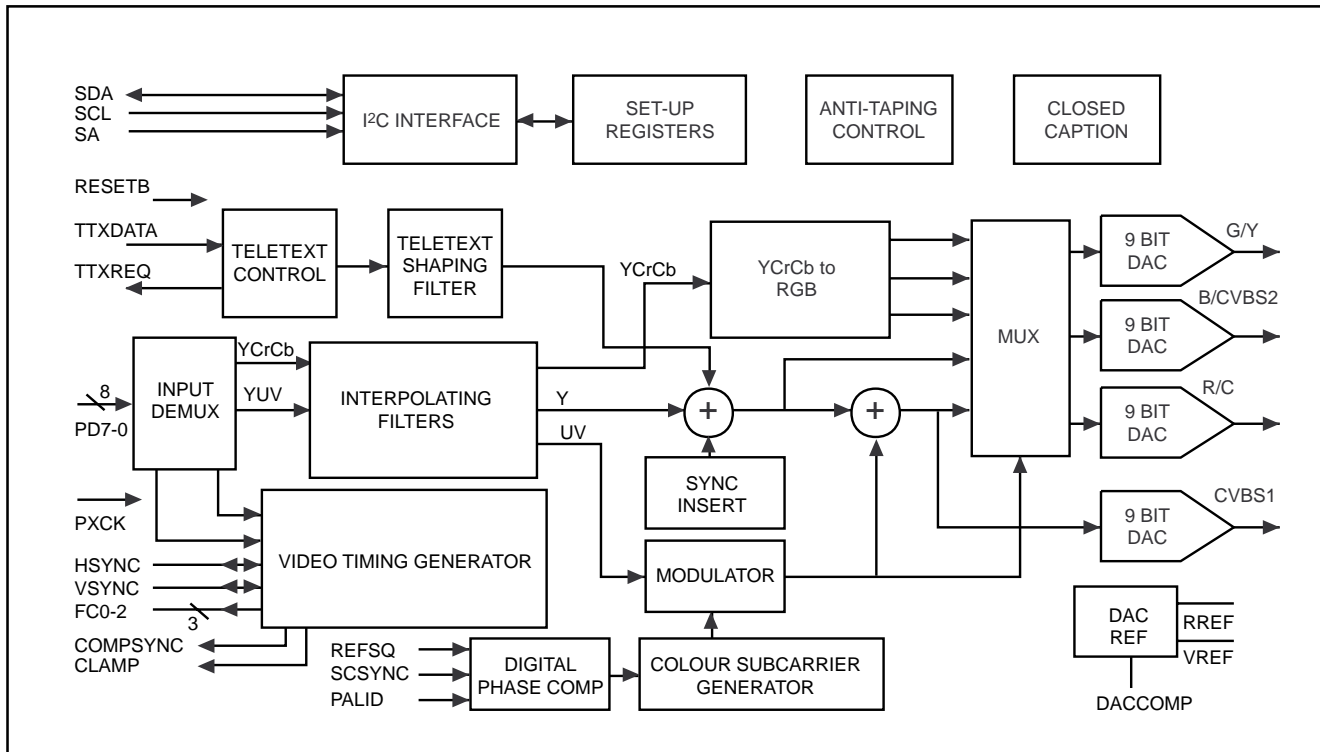 SDA
SCL
SA
I²C INTERFACE
SET-UP
REGISTERS
ANTI-TAPING
CONTROL
CLOSED
CAPTION
RESETB
TTXDATA
TTXREQ
TELETEXT
CONTROL
TELETEXT
SHAPING
FILTER
YCrCb
YCrCb to
RGB
MUX
9 BIT
DAC
G/Y
9 BIT
DAC
B/CVBS2
9 BIT
DAC
R/C
9 BIT
DAC
CVBS1
8
PD7-0
INPUT
DEMUX
YCrCb
YUV
INTERPOLATING
FILTERS
Y
UV
+
+
SYNC
INSERT
PXCK
HSYNC
VSYNC
FC0-2
3
COMPSYNC
CLAMP
VIDEO TIMING GENERATOR
MODULATOR
REFSQ
SCSYNC
PALID
DIGITAL
PHASE COMP
COLOUR SUBCARRIER
GENERATOR
DAC
REF
RREF
VREF
DACCOMP